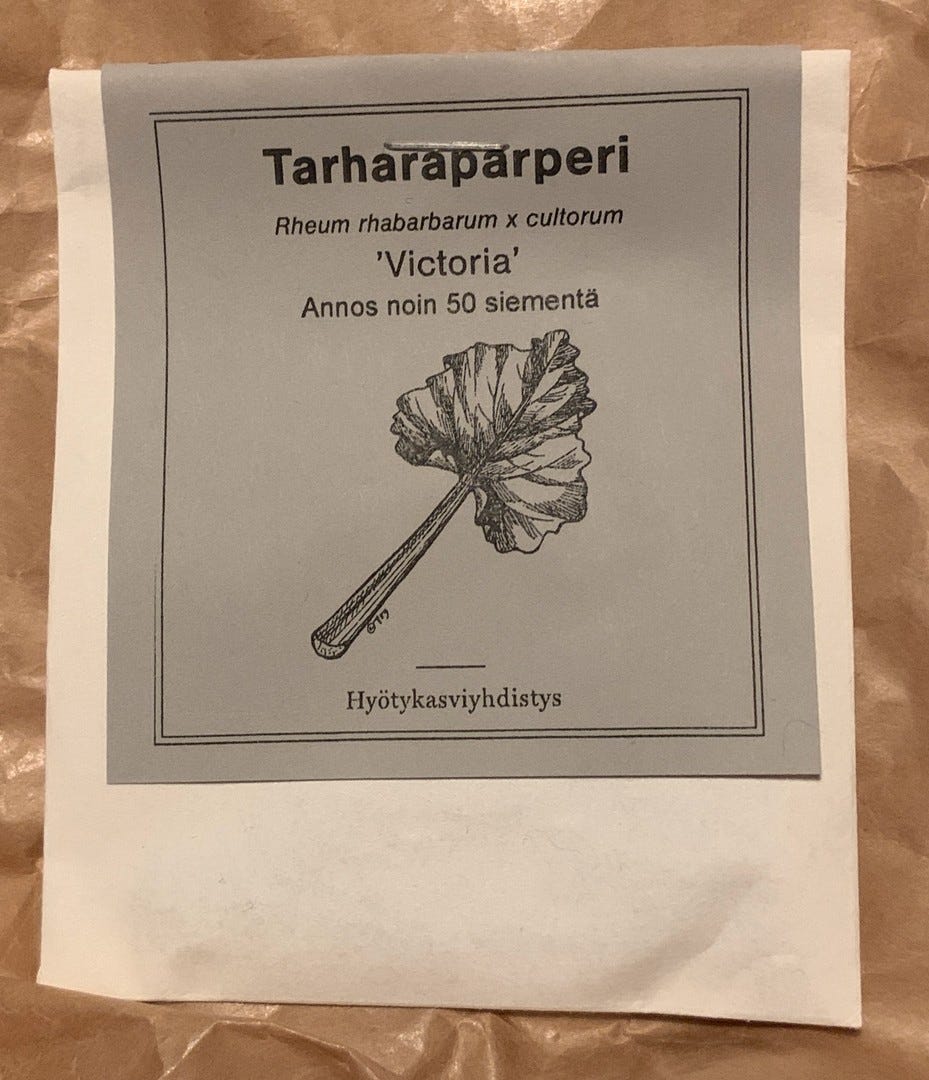 Tarharaparperi
Rheum rhabarbarum x cultorum
’Victoria’
Annos noin 50 siementä
Hyötykasviyhdistys